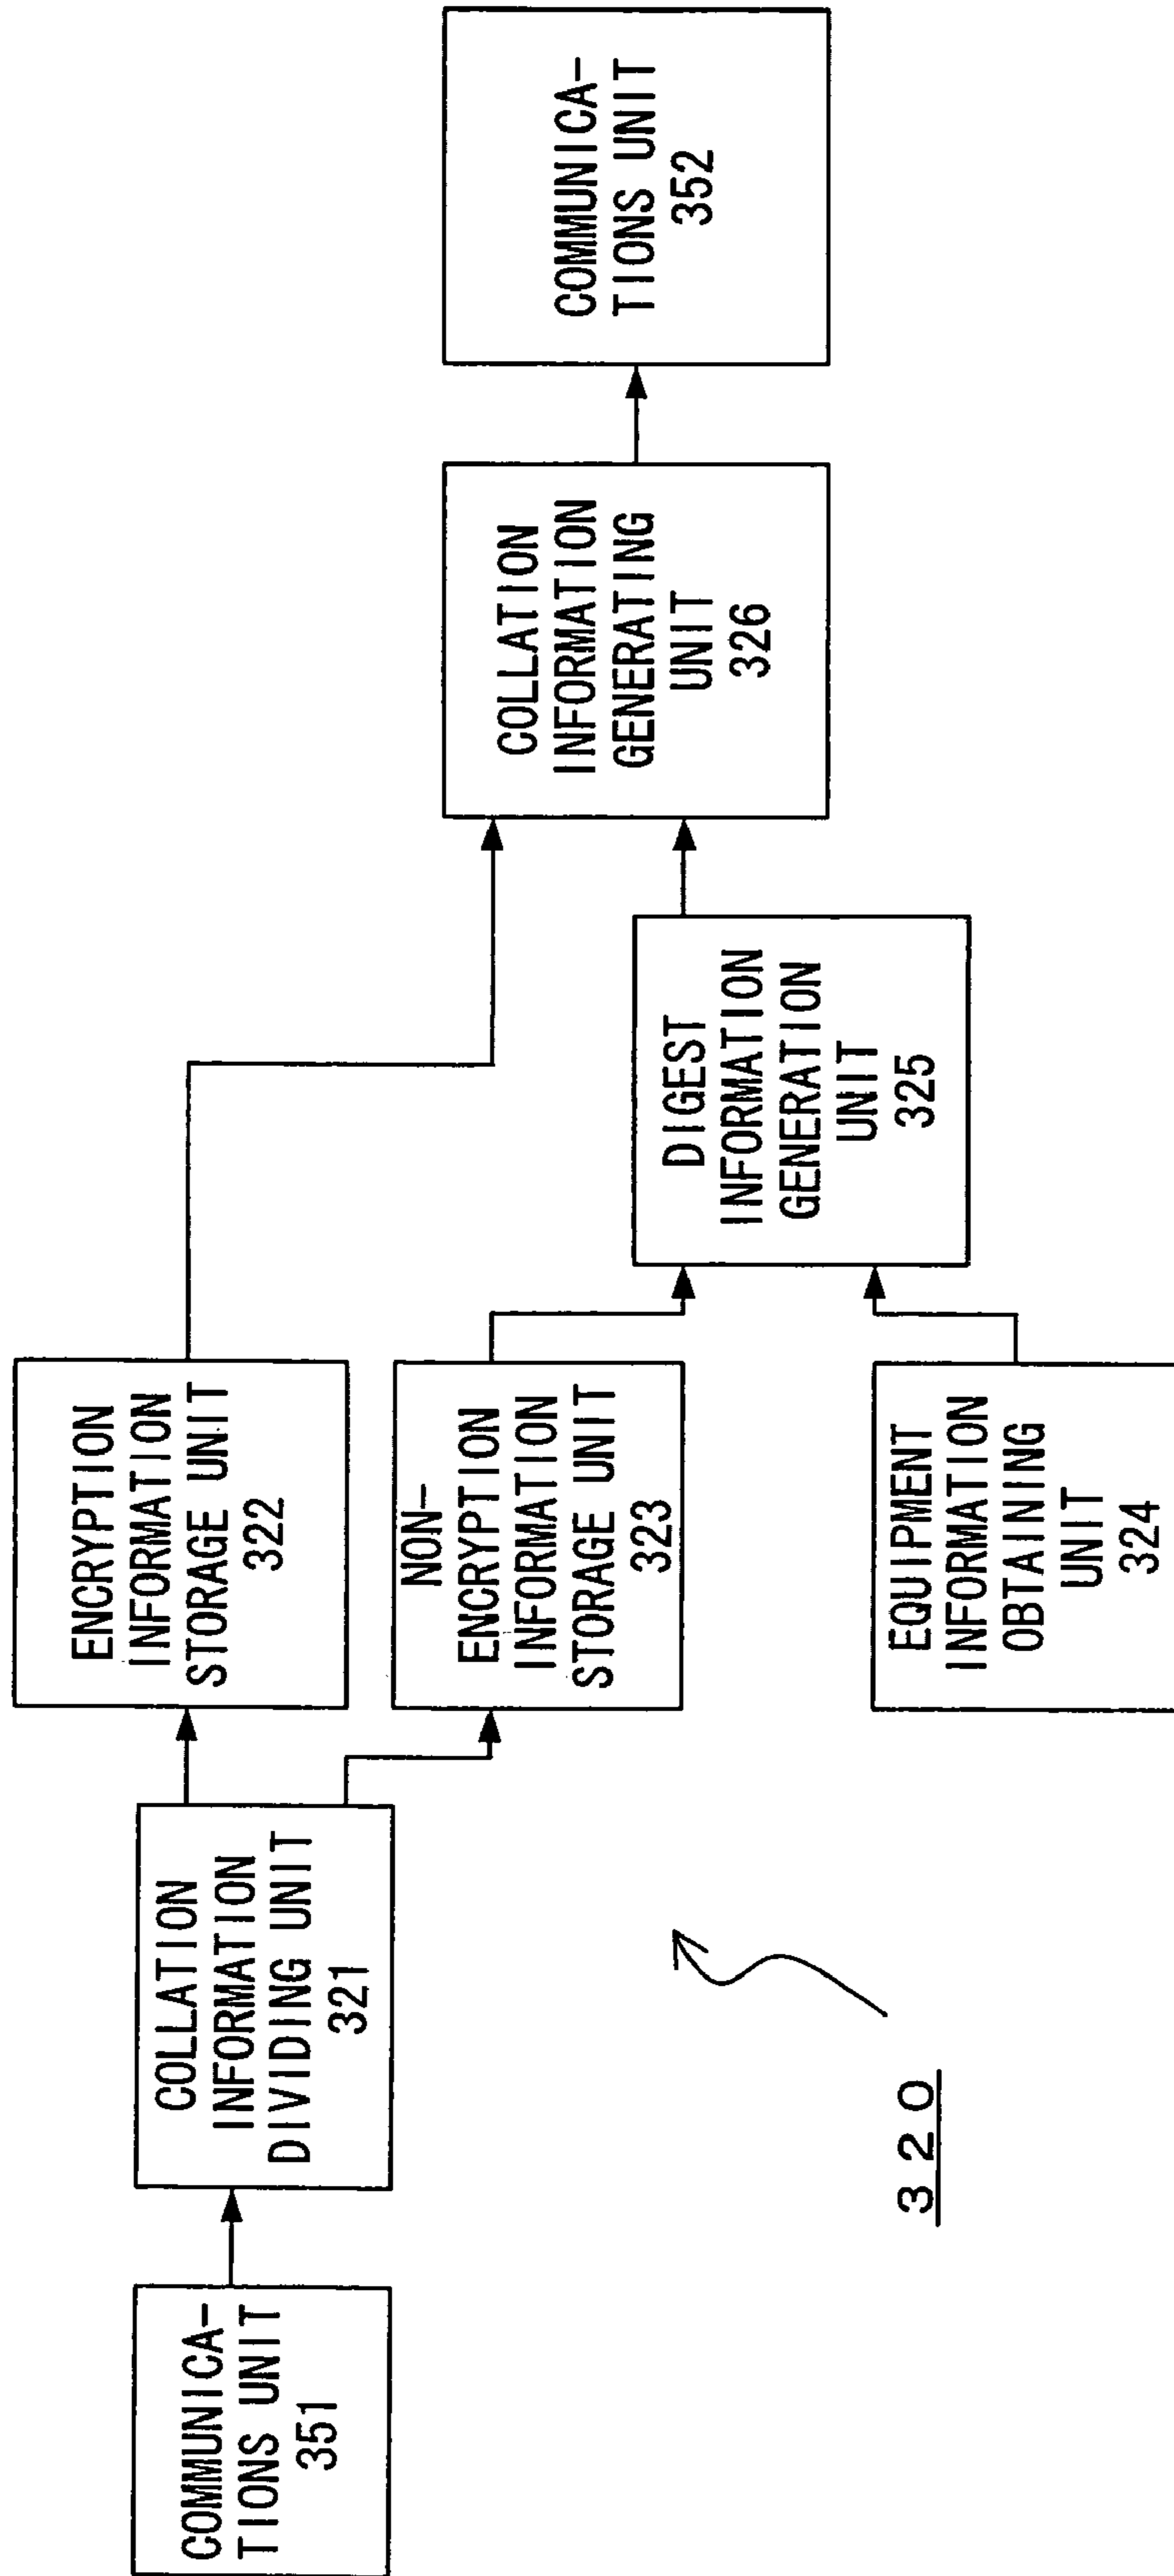 COMMUNICA-
TIONS UNIT
351
COLLATION
INFORMATION
DIVIDING UNIT
321
ENCRYPTION
INFORMATION
STORAGE UNIT
322
NON-
ENCRYPTION
INFORMATION
STORAGE UNIT
323
EQUIPMENT
INFORMATION
OBTAINING
UNIT
324
DIGEST
INFORMATION
GENERATION
UNIT
325
COLLATION
INFORMATION
GENERATING
UNIT
326
COMMUNICA-
TIONS UNIT
352
320